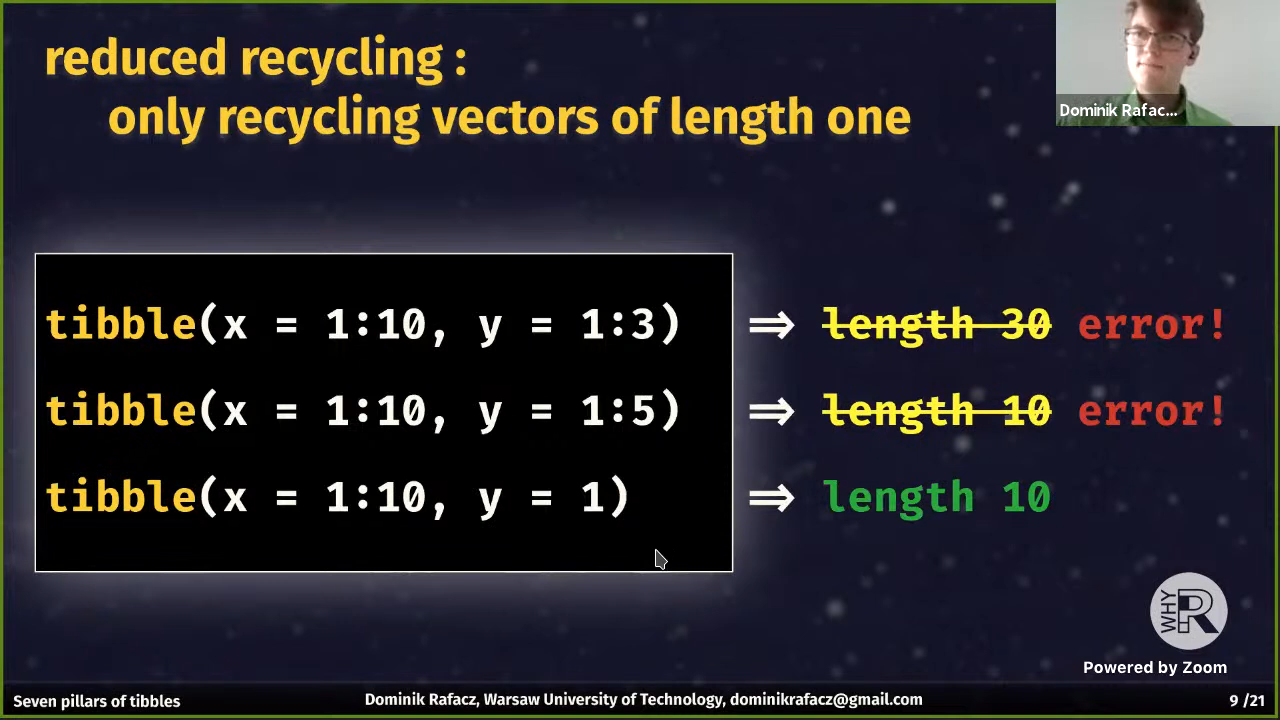 reduced recycling :
only recycling vectors of length one
Dominik Rafac...
tibble(x = 1:10, y = 1:3) ⇒ length 30 error!
tibble(x = 1:10, y = 1:5) ⇒ length 10 error!
tibble(x = 1:10, y = 1) ⇒ length 10
WHY R
Powered by Zoom
Seven pillars of tibbles Dominik Rafacz, Warsaw University of Technology, dominikrafacz@gmail.com 9 /21